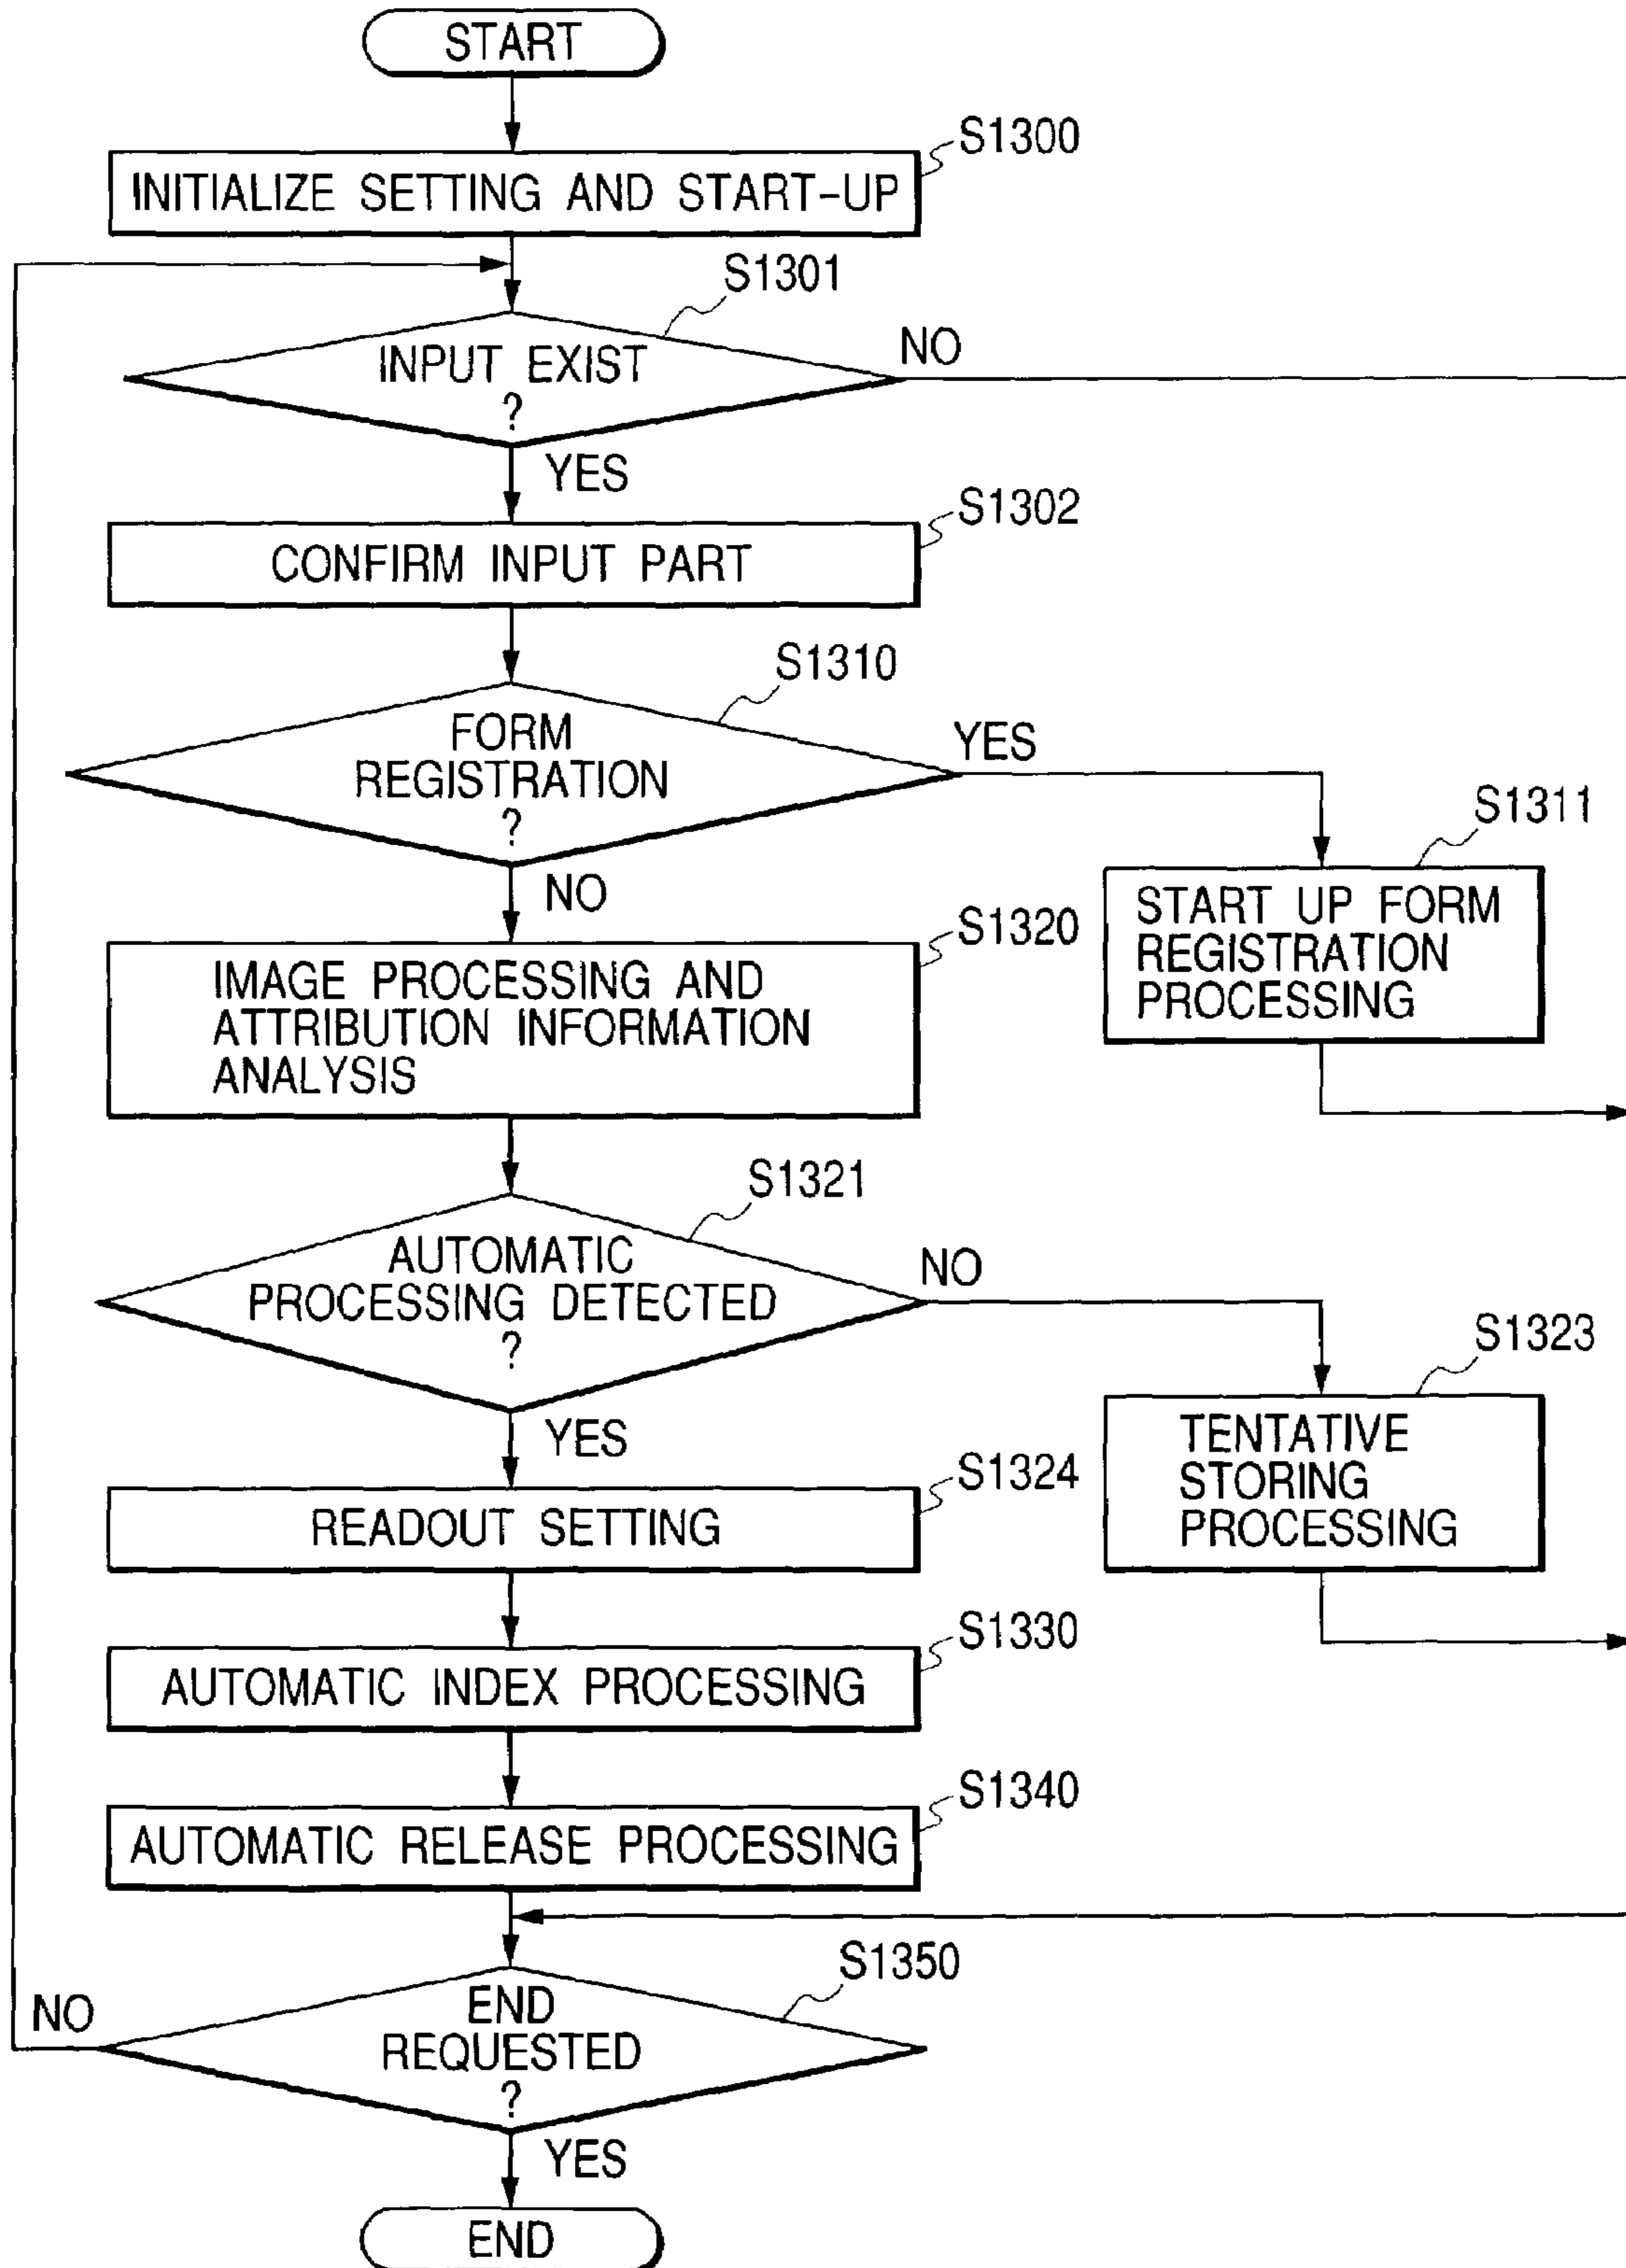 START
S1300
INITIALIZE SETTING AND START-UP
S1301
INPUT EXIST
?
NO
YES
S1302
CONFIRM INPUT PART
S1310
FORM
REGISTRATION
?
YES
NO
S1311
START UP FORM
REGISTRATION
PROCESSING
S1320
IMAGE PROCESSING AND
ATTRIBUTION INFORMATION
ANALYSIS
S1321
AUTOMATIC
PROCESSING DETECTED
?
NO
YES
S1323
TENTATIVE
STORING
PROCESSING
S1324
READOUT SETTING
S1330
AUTOMATIC INDEX PROCESSING
S1340
AUTOMATIC RELEASE PROCESSING
S1350
END
REQUESTED
?
NO
YES
END